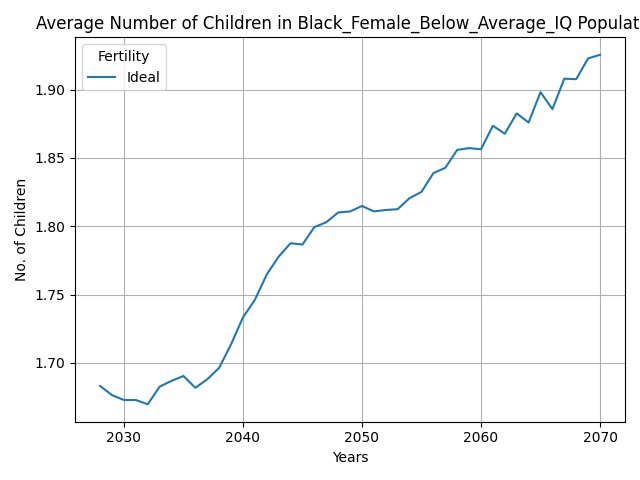 Average Number of Children in Black_Female_Below_Average_IQ Populat
Fertility
Ideal
No. of Children
1.90
1.85
1.80
1.75
1.70
2030 2040 2050 2060 2070
Years